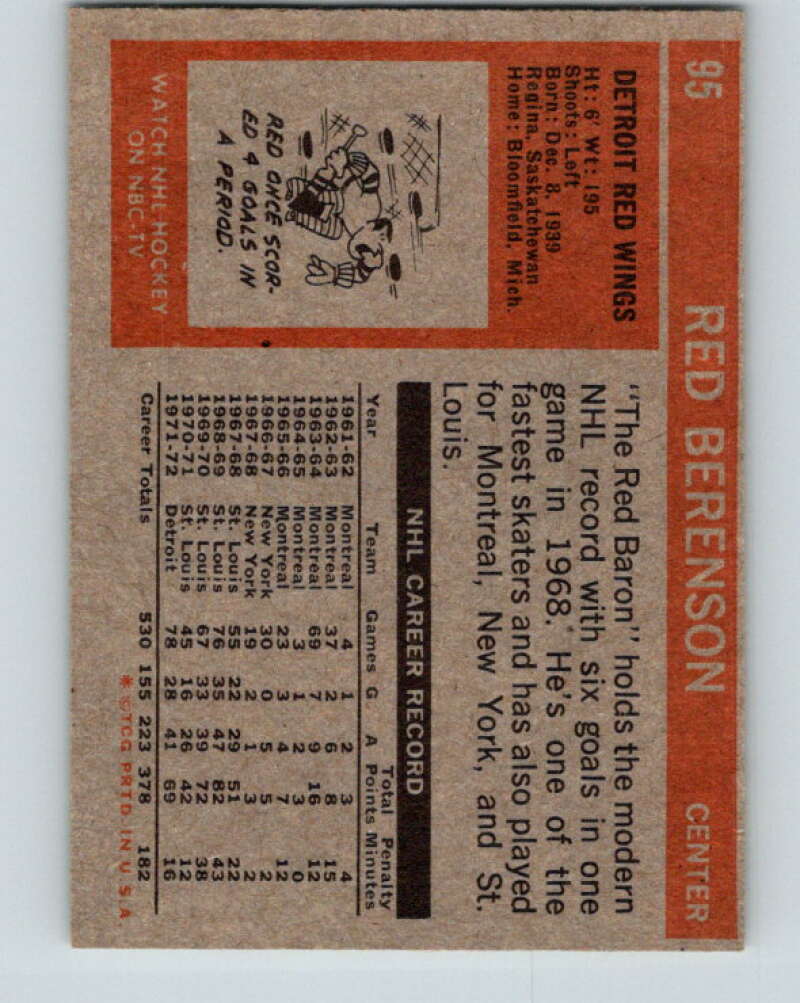 95 RED BERENSON CENTER
DETROIT RED WINGS
Ht: 6' Wt: 195
Shoots: Left
Born: Dec. 8, 1939
Regina, Saskatchewan
Home: Bloomfield, Mich.
RED ONCE SCOR-
ED 4 GOALS IN
A PERIOD.
WATCH NHL HOCKEY
ON NBC-TV
"The Red Baron" holds the modern
NHL record with six goals in one
game in 1968. He's one of the
fastest skaters and has also played
for Montreal, New York, and St.
Louis.
NHL CAREER RECORD
Total Penalty
Year Team Games G A Points Minutes
1961-62 Montreal 4 1 2 3 4
1962-63 Montreal 37 2 6 8 15
1963-64 Montreal 69 7 9 16 12
1964-65 Montreal 3 1 2 3 0
1965-66 Montreal 23 3 4 7 12
1966-67 New York 30 0 5 5 2
1967-68 New York 19 2 1 3 2
1967-68 St. Louis 55 22 29 51 22
1968-69 St. Louis 76 35 47 82 43
1969-70 St. Louis 67 33 39 72 38
1970-71 St. Louis 45 16 26 42 12
1971-72 Detroit 78 28 41 69 16
Career Totals 530 155 223 378 182
* ©TCG PRTD IN U.S.A.